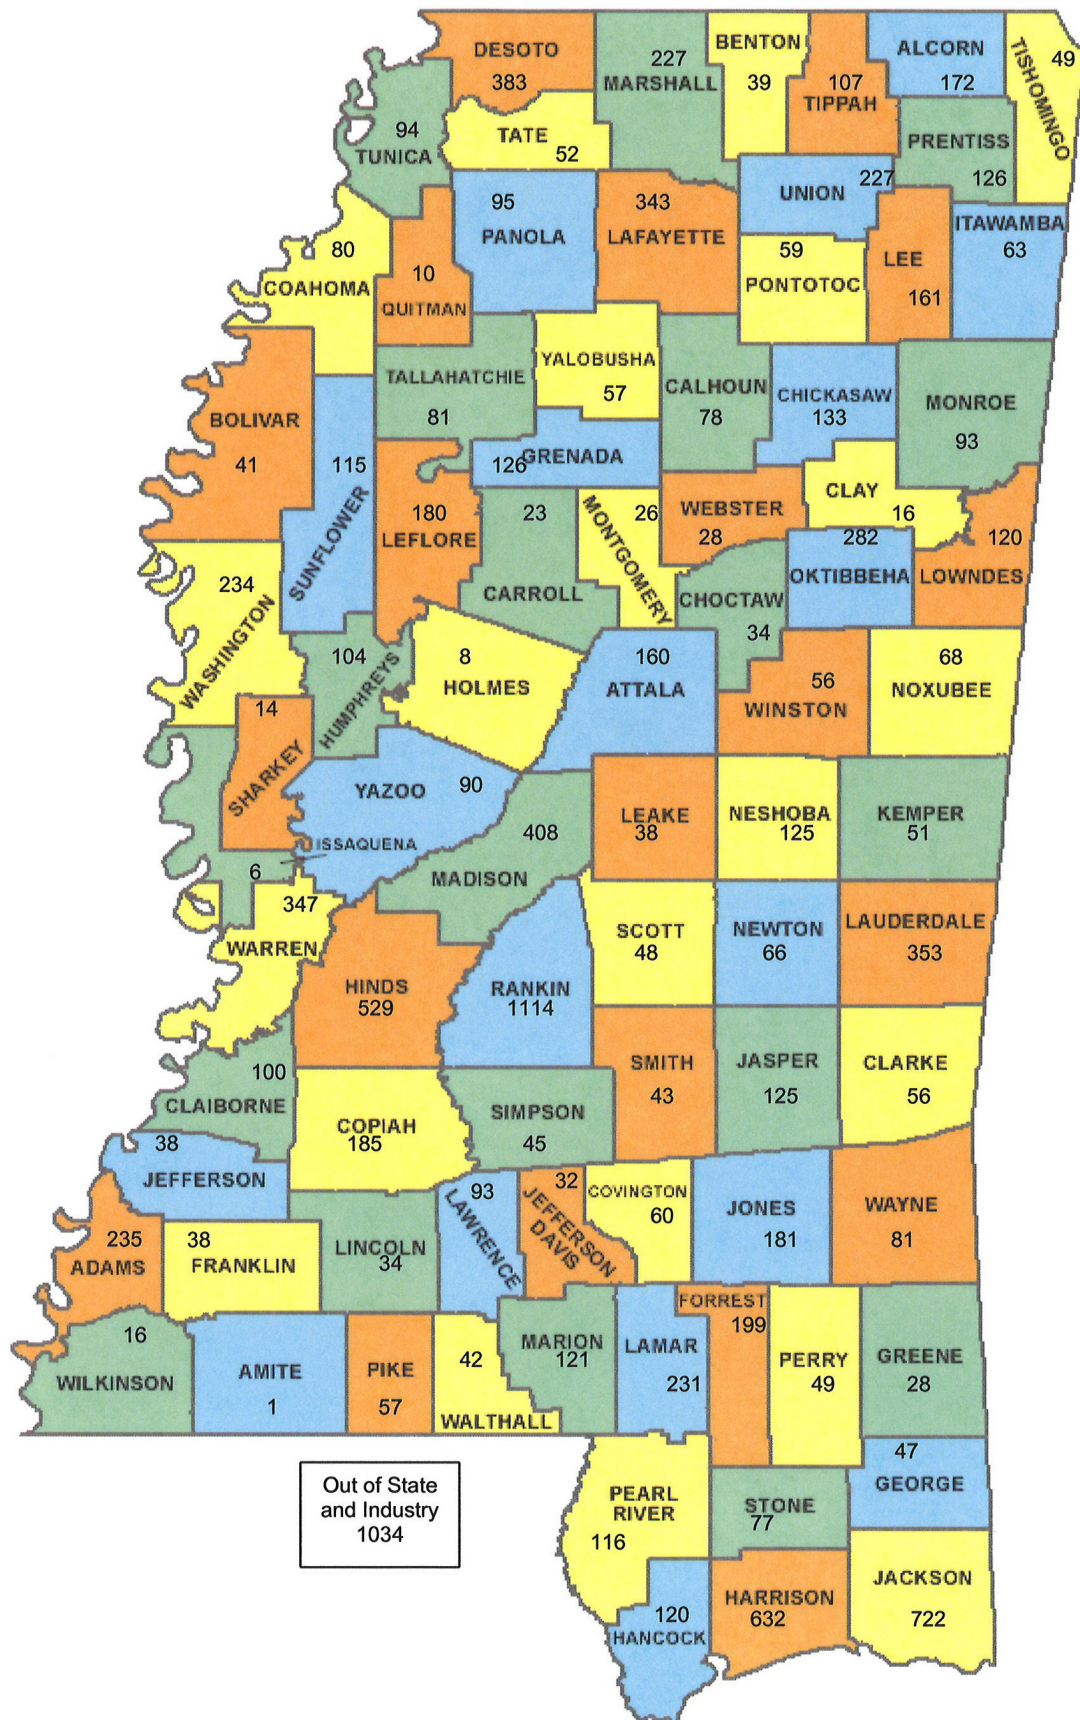 DESOTO
383
227
MARSHALL
BENTON
39
107
TIPPAH
ALCORN
172
49
TISHOMINGO
94
TUNICA
TATE
52
PRENTISS
126
UNION
227
95
PANOLA
343
LAFAYETTE
ITAWAMBA
63
80
COAHOMA
10
QUITMAN
59
PONTOTOC
LEE
161
TALLAHATCHIE
81
YALOBUSHA
57
CALHOUN
78
CHICKASAW
133
MONROE
93
BOLIVAR
41
115
SUNFLOWER
126
GRENADA
180
LEFLORE
23
CARROLL
26
MONTGOMERY
WEBSTER
28
CLAY
16
282
OKTIBBEHA
120
LOWNDES
234
WASHINGTON
CHOCTAW
34
104
HUMPHREYS
8
HOLMES
160
ATTALA
56
WINSTON
68
NOXUBEE
14
SHARKEY
90
YAZOO
ISSAQUENA
6
408
MADISON
LEAKE
38
NESHOBA
125
KEMPER
51
347
WARREN
HINDS
529
RANKIN
1114
SCOTT
48
NEWTON
66
LAUDERDALE
353
100
CLAIBORNE
COPIAH
185
SIMPSON
45
SMITH
43
JASPER
125
CLARKE
56
38
JEFFERSON
93
LAWRENCE
32
JEFFERSON
DAVIS
COVINGTON
60
JONES
181
WAYNE
81
235
ADAMS
38
FRANKLIN
LINCOLN
34
16
WILKINSON
AMITE
1
PIKE
57
42
WALTHALL
MARION
121
LAMAR
231
FORREST
199
PERRY
49
GREENE
28
47
GEORGE
Out of State
and Industry
1034
PEARL
RIVER
116
STONE
77
120
HANCOCK
HARRISON
632
JACKSON
722